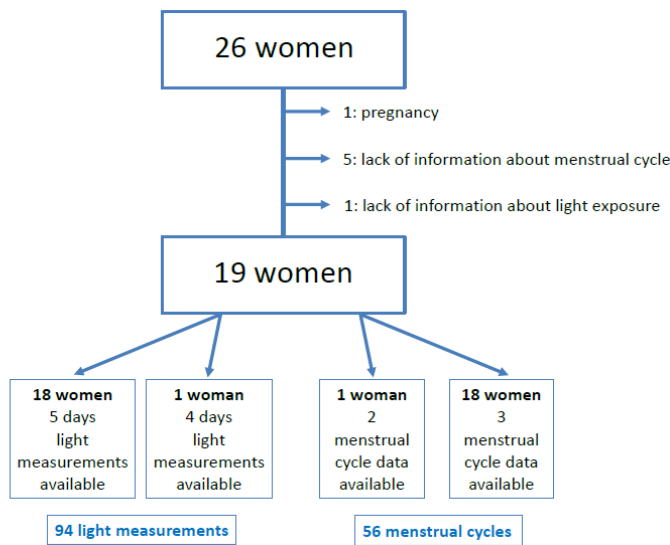 26 women
1: pregnancy
5: lack of information about menstrual cycle
1: lack of information about light exposure
19 women
18 women
5 days
light
measurements
available
1 woman
4 days
light
measurements
available
1 woman
2
menstrual
cycle data
available
18 women
3
menstrual
cycle data
available
94 light measurements
56 menstrual cycles